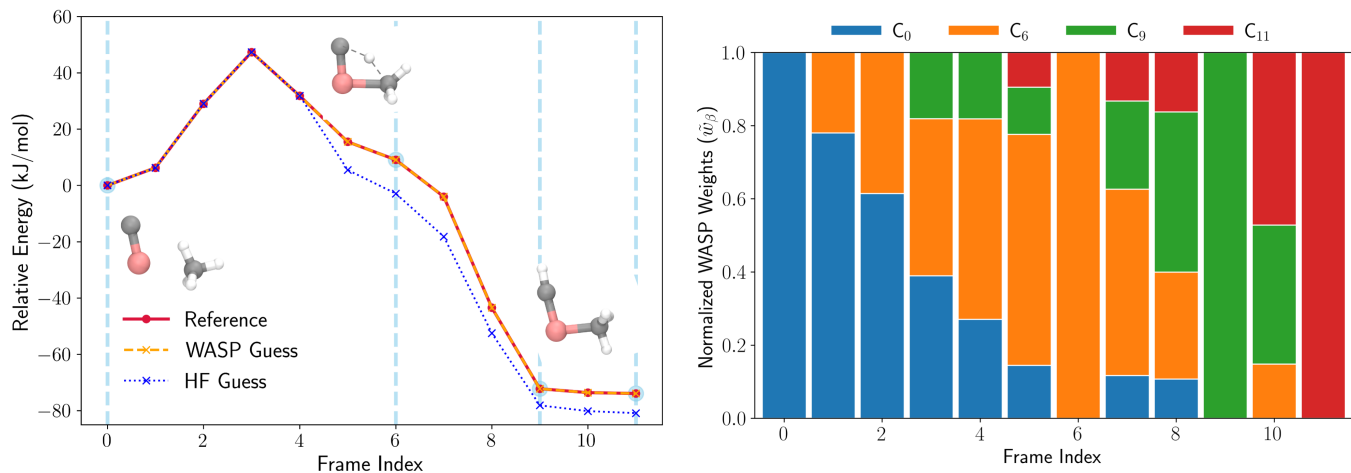 60
40
20
0
−20
−40
−60
−80
Relative Energy (kJ/mol)
Reference
WASP Guess
HF Guess
0 2 4 6 8 10
Frame Index
C₀ C₆ C₉ C₁₁
1.0
0.8
0.6
0.4
0.2
0.0
Normalized WASP Weights (w̃_β)
0 2 4 6 8 10
Frame Index